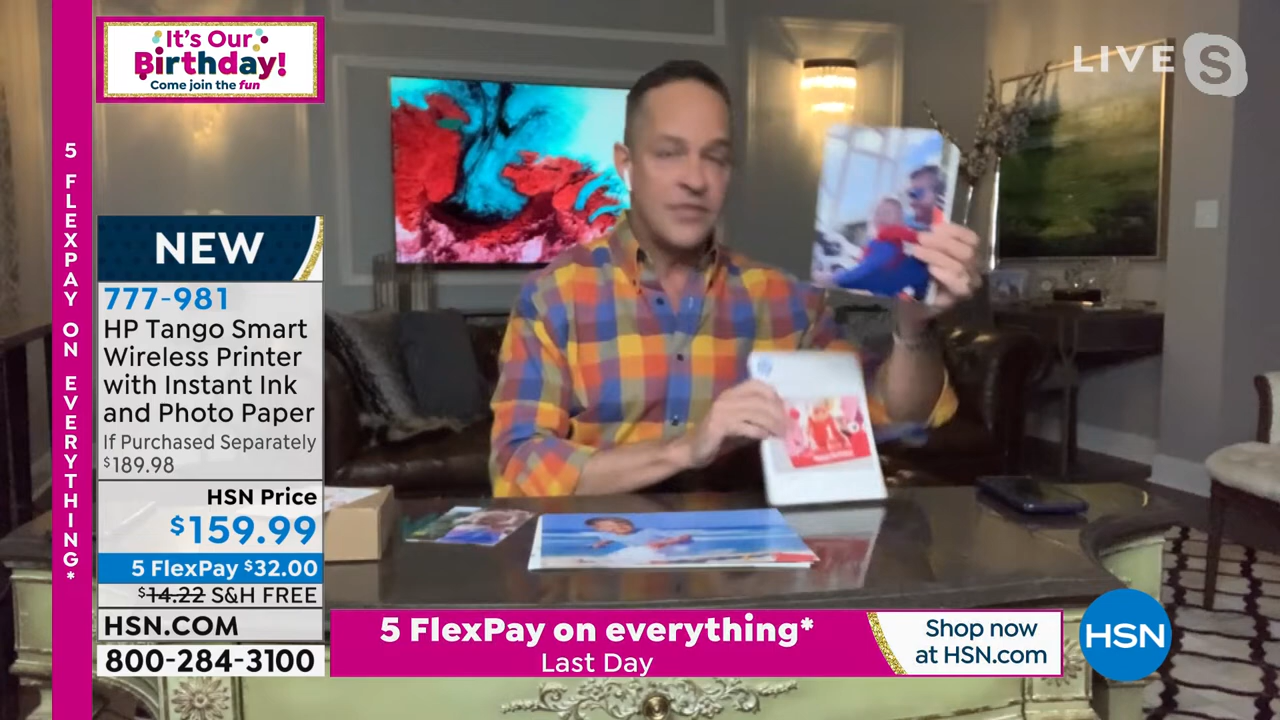 It's Our
Birthday!
Come join the fun
LIVE S
5 FLEXPAY ON EVERYTHING*
NEW
777-981
HP Tango Smart
Wireless Printer
with Instant Ink
and Photo Paper
If Purchased Separately
$189.98
HSN Price
$159.99
5 FlexPay $32.00
$14.22 S&H FREE
HSN.COM
800-284-3100
5 FlexPay on everything*
Last Day
Shop now
at HSN.com
HSN